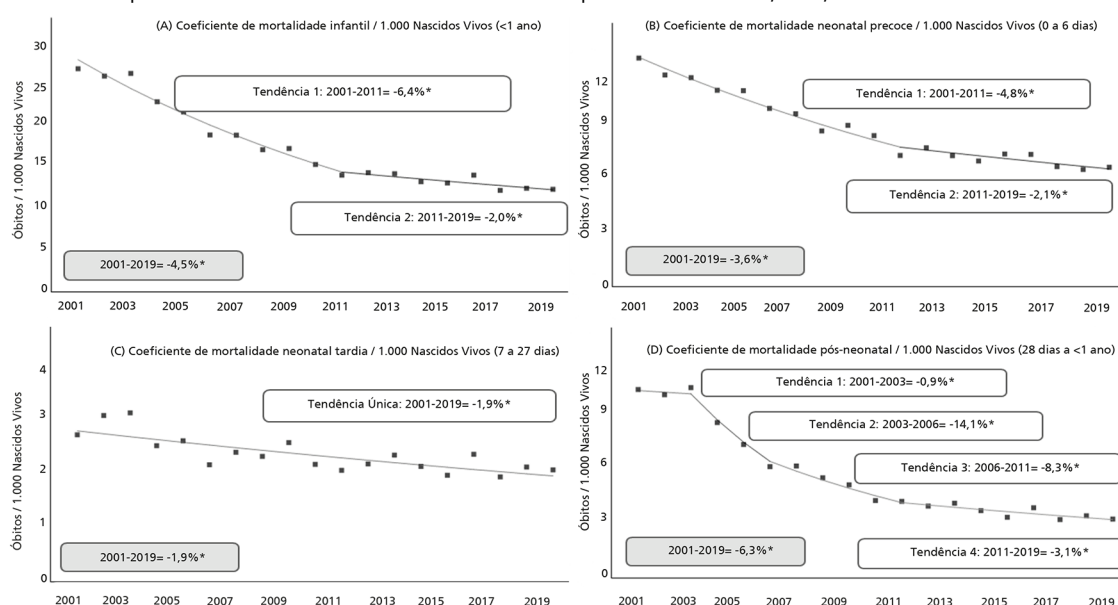 (A) Coeficiente de mortalidade infantil / 1.000 Nascidos Vivos (<1 ano)
Óbitos / 1.000 Nascidos Vivos
30
25
20
15
10
5
0
Tendência 1: 2001-2011= -6,4%*
Tendência 2: 2011-2019= -2,0%*
2001-2019= -4,5%*
2001 2003 2005 2007 2009 2011 2013 2015 2017 2019
(B) Coeficiente de mortalidade neonatal precoce / 1.000 Nascidos Vivos (0 a 6 dias)
Óbitos / 1.000 Nascidos Vivos
12
9
6
3
0
Tendência 1: 2001-2011= -4,8%*
Tendência 2: 2011-2019= -2,1%*
2001-2019= -3,6%*
2001 2003 2005 2007 2009 2011 2013 2015 2017 2019
(C) Coeficiente de mortalidade neonatal tardia / 1.000 Nascidos Vivos (7 a 27 dias)
Óbitos / 1.000 Nascidos Vivos
4
3
2
1
0
Tendência Única: 2001-2019= -1,9%*
2001-2019= -1,9%*
2001 2003 2005 2007 2009 2011 2013 2015 2017 2019
(D) Coeficiente de mortalidade pós-neonatal / 1.000 Nascidos Vivos (28 dias a <1 ano)
Óbitos / 1.000 Nascidos Vivos
12
9
6
3
0
Tendência 1: 2001-2003= -0,9%*
Tendência 2: 2003-2006= -14,1%*
Tendência 3: 2006-2011= -8,3%*
Tendência 4: 2011-2019= -3,1%*
2001-2019= -6,3%*
2001 2003 2005 2007 2009 2011 2013 2015 2017 2019